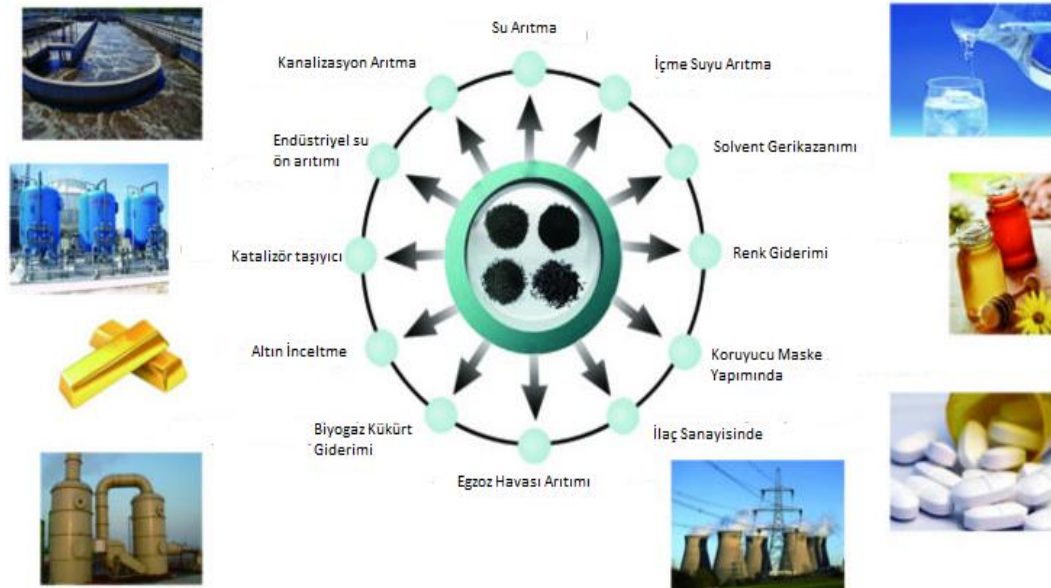 Su Arıtma
İçme Suyu Arıtma
Solvent Gerikazanımı
Renk Giderimi
Koruyucu Maske
Yapımında
İlaç Sanayisinde
Egzoz Havası Arıtımı
Biyogaz Kükürt
Giderimi
Altın İnceltme
Katalizör taşıyıcı
Endüstriyel su
ön arıtımı
Kanalizasyon Arıtma